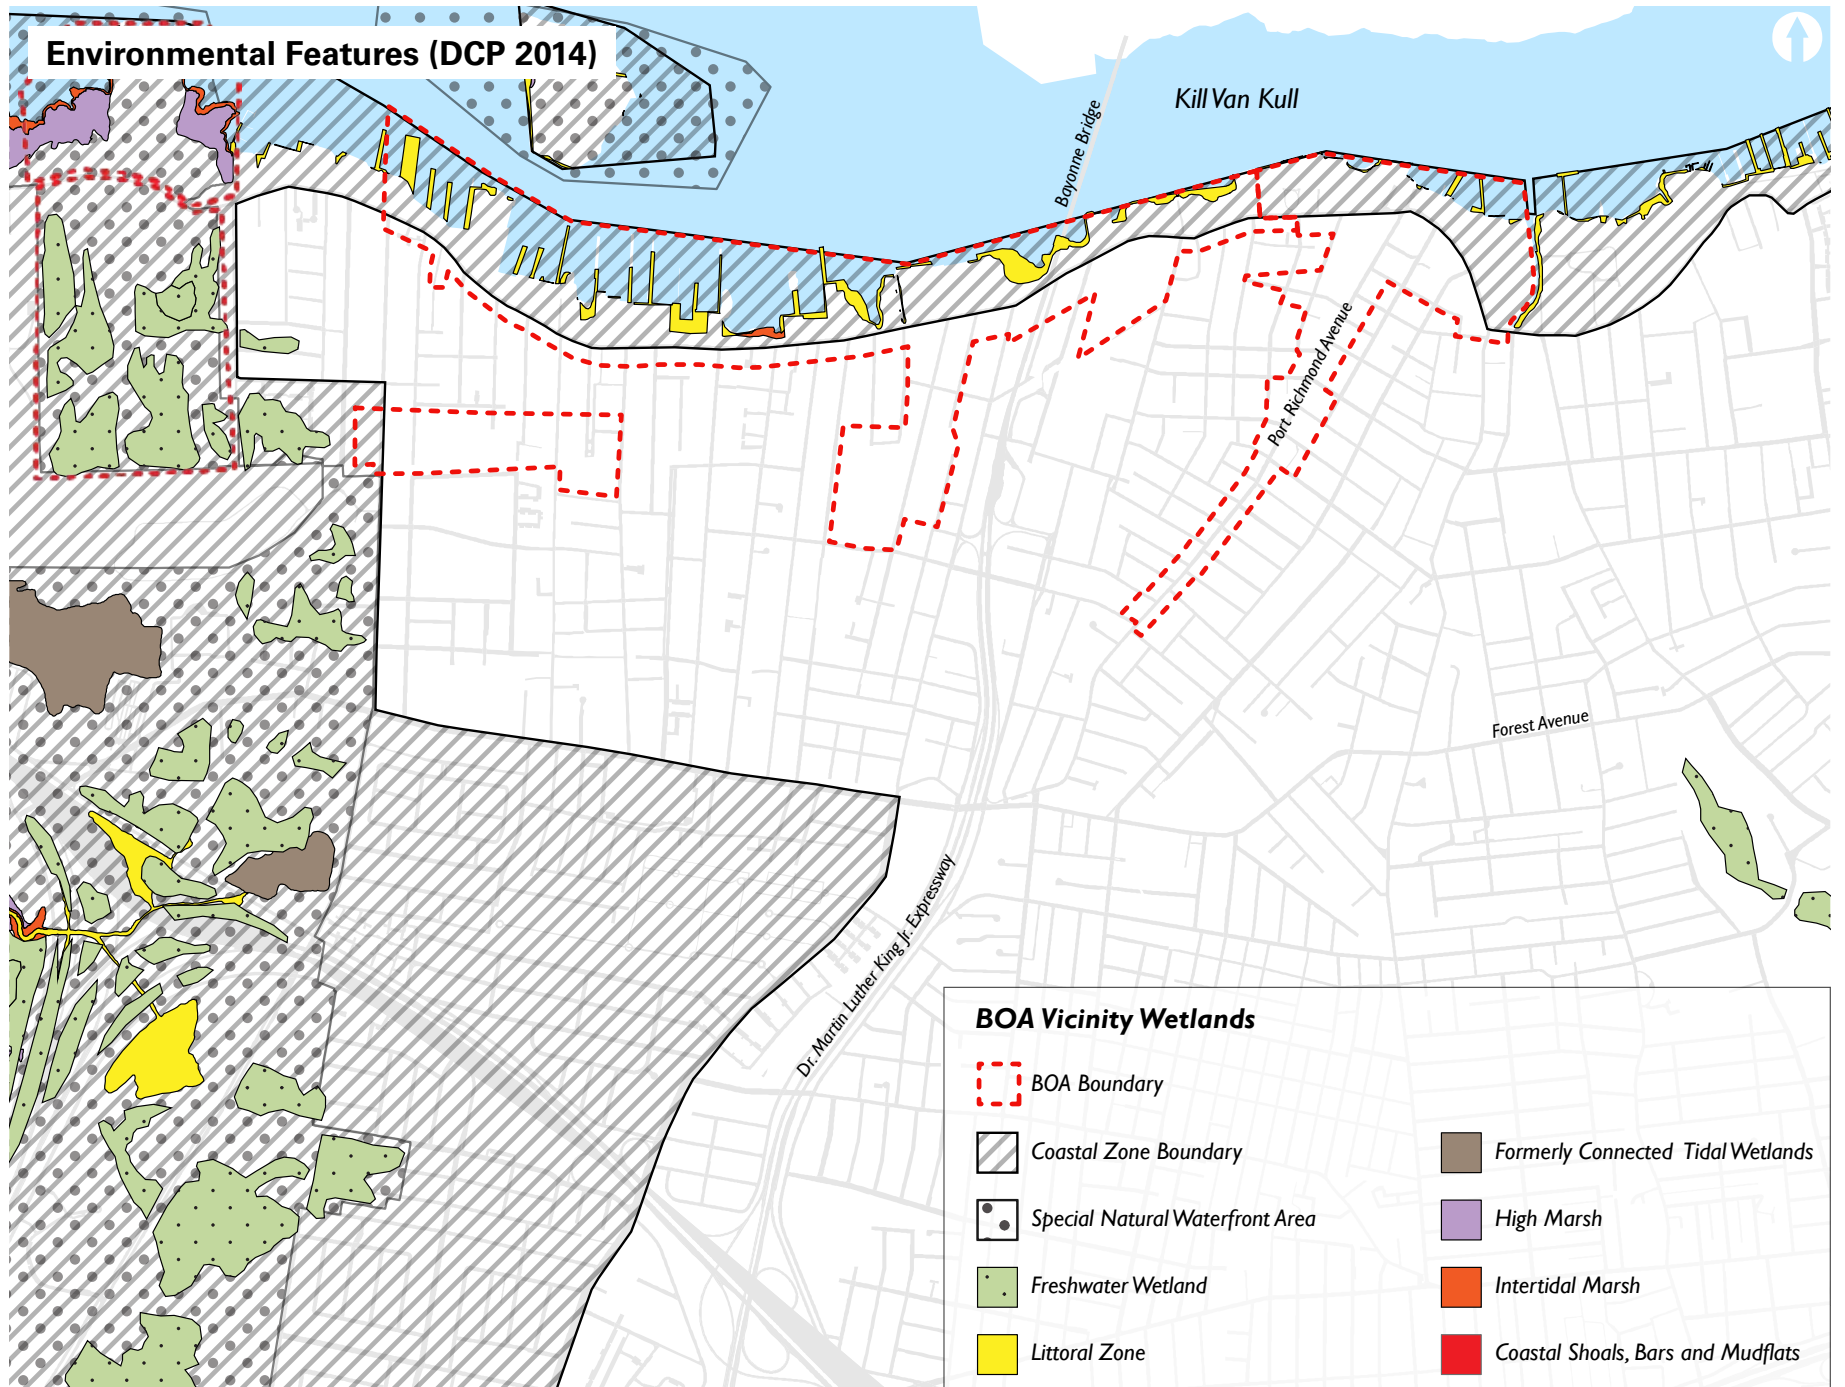 Environmental Features (DCP 2014)
Kill Van Kull
Bayonne Bridge
Port Richmond Avenue
Forest Avenue
Dr. Martin Luther King Jr. Expressway
BOA Vicinity Wetlands
BOA Boundary
Coastal Zone Boundary
Special Natural Waterfront Area
Freshwater Wetland
Littoral Zone
Formerly Connected Tidal Wetlands
High Marsh
Intertidal Marsh
Coastal Shoals, Bars and Mudflats